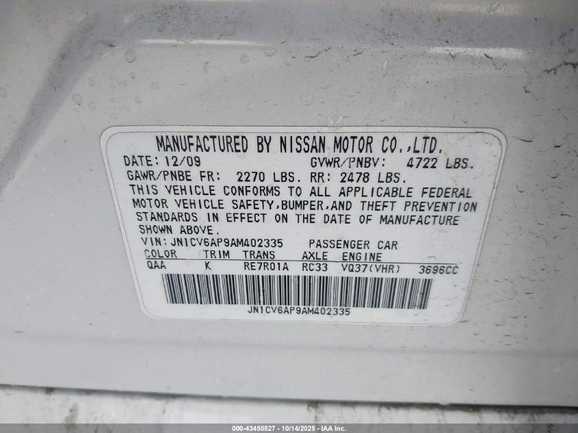 MANUFACTURED BY NISSAN MOTOR CO.,LTD.
DATE: 12/09 GVWR/PNBV: 4722 LBS.
GAWR/PNBE FR: 2270 LBS. RR: 2478 LBS.
THIS VEHICLE CONFORMS TO ALL APPLICABLE FEDERAL
MOTOR VEHICLE SAFETY,BUMPER,AND THEFT PREVENTION
STANDARDS IN EFFECT ON THE DATE OF MANUFACTURE
SHOWN ABOVE.
VIN: JN1CV6AP9AM402335 PASSENGER CAR
COLOR TRIM TRANS AXLE ENGINE
QAA K RE7R01A RC33 VQ37(VHR) 3696CC
JN1CV6AP9AM402335
000-43450827 | 10/14/2025 | IAA Inc.